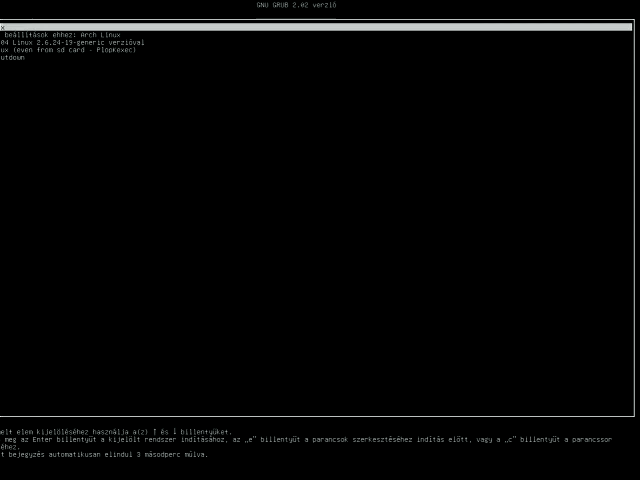 GNU GRUB 2.02 verzió
x
beállítások ehhez: Arch Linux
04 Linux 2.6.24-19-generic verzióval
ux (even from sd card - PlopKexec)
utdown
elt elem kijelöléséhez használja a(z) ↑ és ↓ billentyűket.
meg az Enter billentyűt a kijelölt rendszer indításához, az „e” billentyűt a parancsok szerkesztéséhez indítás előtt, vagy a „c” billentyűt a parancssor
éhez.
t bejegyzés automatikusan elindul 3 másodperc múlva.